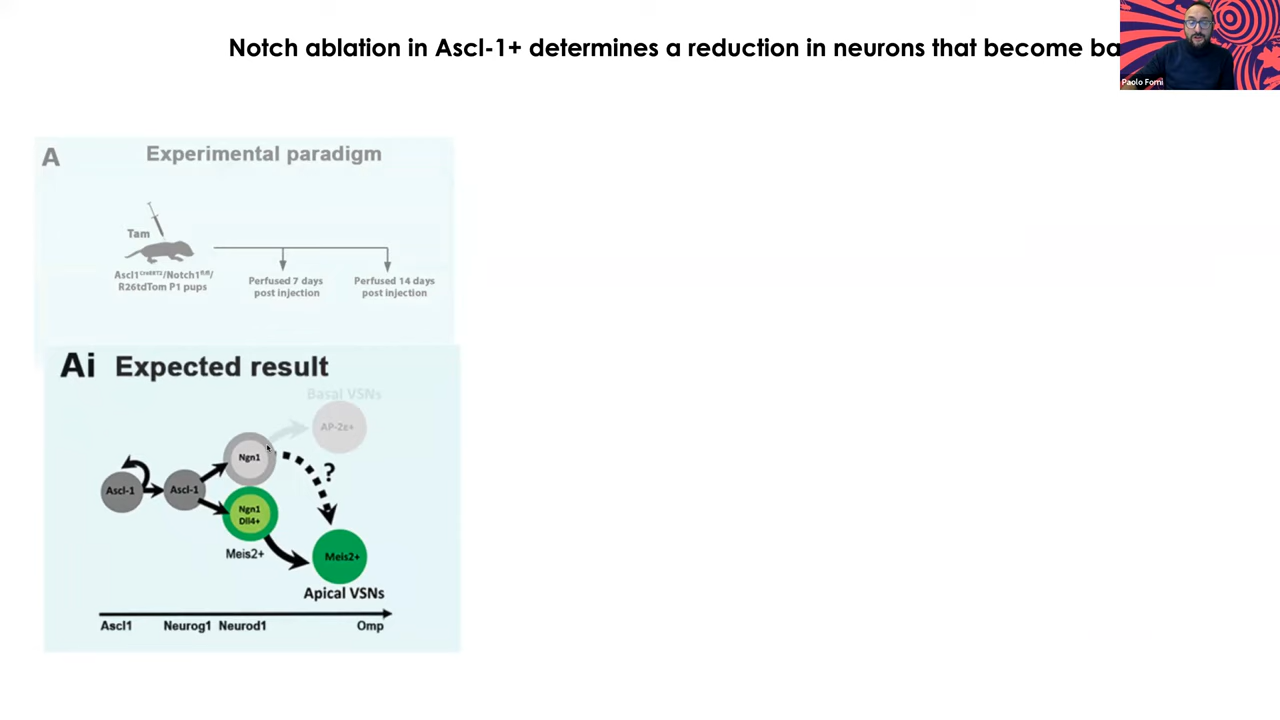 Notch ablation in Ascl-1+ determines a reduction in neurons that become ba
Paolo Forni
A Experimental paradigm
Tam
Ascl1CreERT2/Notch1fl/fl/
R26tdTom P1 pups
Perfused 7 days
post injection
Perfused 14 days
post injection
Ai Expected result
Basal VSNs
AP-2ε+
Ngn1
?
Ascl-1
Ascl-1
Ngn1
Dll4+
Meis2+
Meis2+
Apical VSNs
Ascl1 Neurog1 Neurod1 Omp